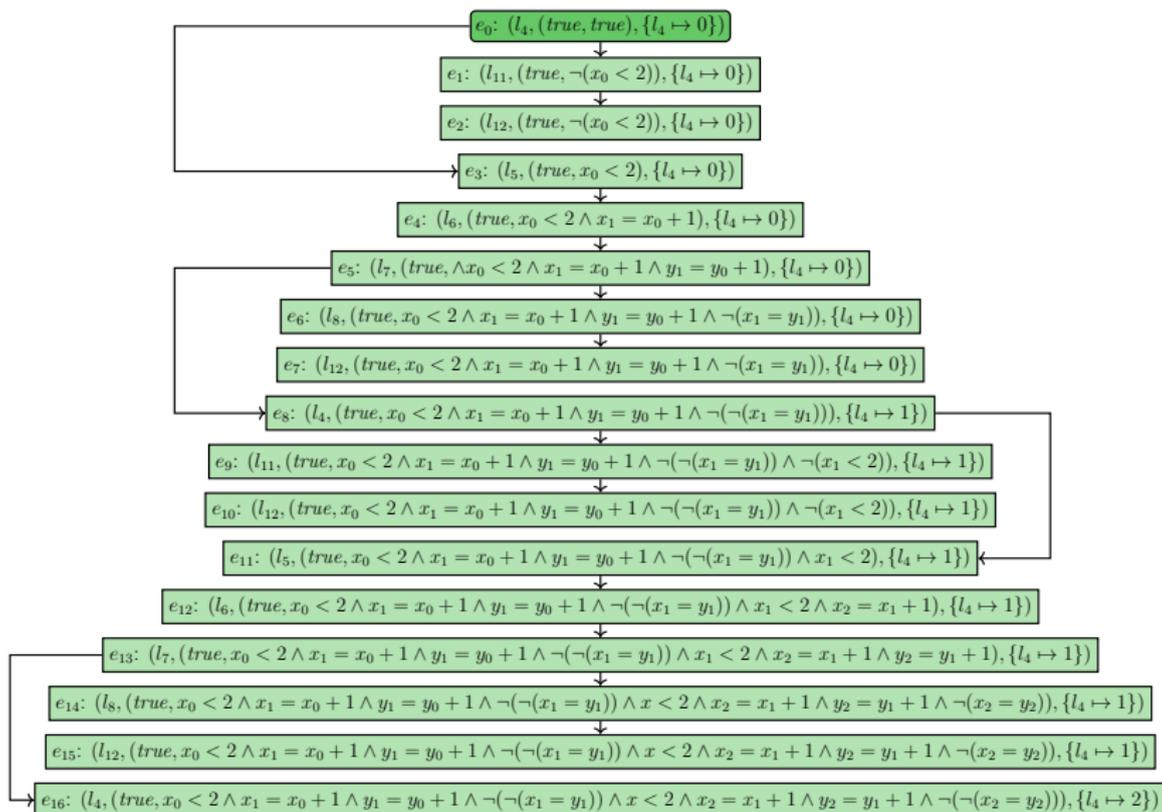 e₀: (l₄, (true, true), {l₄ ↦ 0})
e₁: (l₁₁, (true, ¬(x₀ < 2)), {l₄ ↦ 0})
e₂: (l₁₂, (true, ¬(x₀ < 2)), {l₄ ↦ 0})
e₃: (l₅, (true, x₀ < 2), {l₄ ↦ 0})
e₄: (l₆, (true, x₀ < 2 ∧ x₁ = x₀ + 1), {l₄ ↦ 0})
e₅: (l₇, (true, ∧x₀ < 2 ∧ x₁ = x₀ + 1 ∧ y₁ = y₀ + 1), {l₄ ↦ 0})
e₆: (l₈, (true, x₀ < 2 ∧ x₁ = x₀ + 1 ∧ y₁ = y₀ + 1 ∧ ¬(x₁ = y₁)), {l₄ ↦ 0})
e₇: (l₁₂, (true, x₀ < 2 ∧ x₁ = x₀ + 1 ∧ y₁ = y₀ + 1 ∧ ¬(x₁ = y₁)), {l₄ ↦ 0})
e₈: (l₄, (true, x₀ < 2 ∧ x₁ = x₀ + 1 ∧ y₁ = y₀ + 1 ∧ ¬(¬(x₁ = y₁))), {l₄ ↦ 1})
e₉: (l₁₁, (true, x₀ < 2 ∧ x₁ = x₀ + 1 ∧ y₁ = y₀ + 1 ∧ ¬(¬(x₁ = y₁)) ∧ ¬(x₁ < 2)), {l₄ ↦ 1})
e₁₀: (l₁₂, (true, x₀ < 2 ∧ x₁ = x₀ + 1 ∧ y₁ = y₀ + 1 ∧ ¬(¬(x₁ = y₁)) ∧ ¬(x₁ < 2)), {l₄ ↦ 1})
e₁₁: (l₅, (true, x₀ < 2 ∧ x₁ = x₀ + 1 ∧ y₁ = y₀ + 1 ∧ ¬(¬(x₁ = y₁)) ∧ x₁ < 2), {l₄ ↦ 1})
e₁₂: (l₆, (true, x₀ < 2 ∧ x₁ = x₀ + 1 ∧ y₁ = y₀ + 1 ∧ ¬(¬(x₁ = y₁)) ∧ x₁ < 2 ∧ x₂ = x₁ + 1), {l₄ ↦ 1})
e₁₃: (l₇, (true, x₀ < 2 ∧ x₁ = x₀ + 1 ∧ y₁ = y₀ + 1 ∧ ¬(¬(x₁ = y₁)) ∧ x₁ < 2 ∧ x₂ = x₁ + 1 ∧ y₂ = y₁ + 1), {l₄ ↦ 1})
e₁₄: (l₈, (true, x₀ < 2 ∧ x₁ = x₀ + 1 ∧ y₁ = y₀ + 1 ∧ ¬(¬(x₁ = y₁)) ∧ x < 2 ∧ x₂ = x₁ + 1 ∧ y₂ = y₁ + 1 ∧ ¬(x₂ = y₂)), {l₄ ↦ 1})
e₁₅: (l₁₂, (true, x₀ < 2 ∧ x₁ = x₀ + 1 ∧ y₁ = y₀ + 1 ∧ ¬(¬(x₁ = y₁)) ∧ x < 2 ∧ x₂ = x₁ + 1 ∧ y₂ = y₁ + 1 ∧ ¬(x₂ = y₂)), {l₄ ↦ 1})
e₁₆: (l₄, (true, x₀ < 2 ∧ x₁ = x₀ + 1 ∧ y₁ = y₀ + 1 ∧ ¬(¬(x₁ = y₁)) ∧ x < 2 ∧ x₂ = x₁ + 1 ∧ y₂ = y₁ + 1 ∧ ¬(¬(x₂ = y₂))), {l₄ ↦ 2})